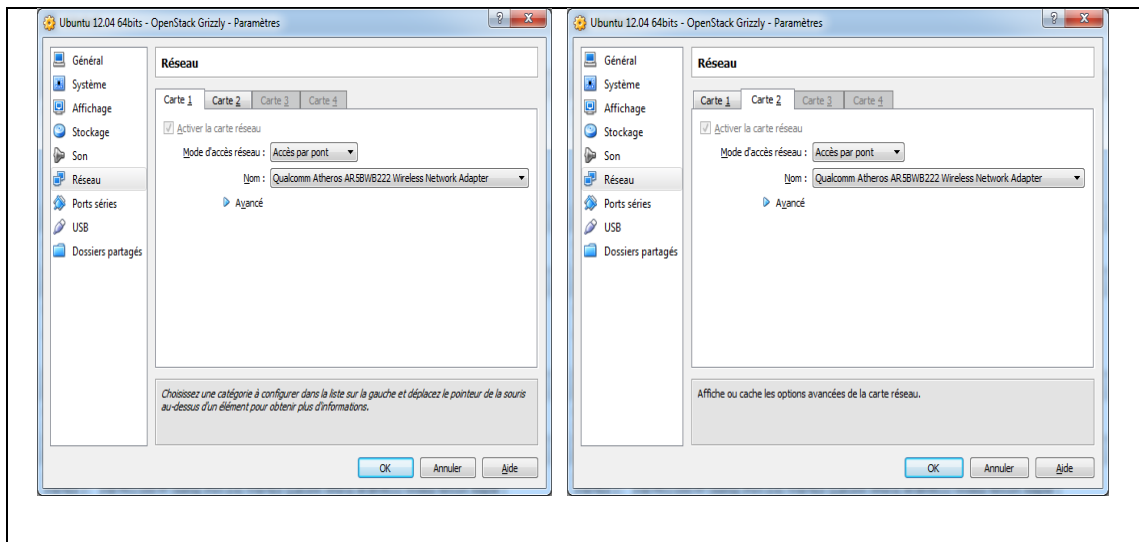 Ubuntu 12.04 64bits - OpenStack Grizzly - Paramètres
Général
Système
Affichage
Stockage
Son
Réseau
Ports séries
USB
Dossiers partagés
Réseau
Carte 1 Carte 2 Carte 3 Carte 4
Activer la carte réseau
Mode d'accès réseau : Accès par pont
Nom : Qualcomm Atheros AR5BWB222 Wireless Network Adapter
Avancé
Choisissez une catégorie à configurer dans la liste sur la gauche et déplacez le pointeur de la souris
au-dessus d'un élément pour obtenir plus d'informations.
OK Annuler Aide
Ubuntu 12.04 64bits - OpenStack Grizzly - Paramètres
Général
Système
Affichage
Stockage
Son
Réseau
Ports séries
USB
Dossiers partagés
Réseau
Carte 1 Carte 2 Carte 3 Carte 4
Activer la carte réseau
Mode d'accès réseau : Accès par pont
Nom : Qualcomm Atheros AR5BWB222 Wireless Network Adapter
Avancé
Affiche ou cache les options avancées de la carte réseau.
OK Annuler Aide